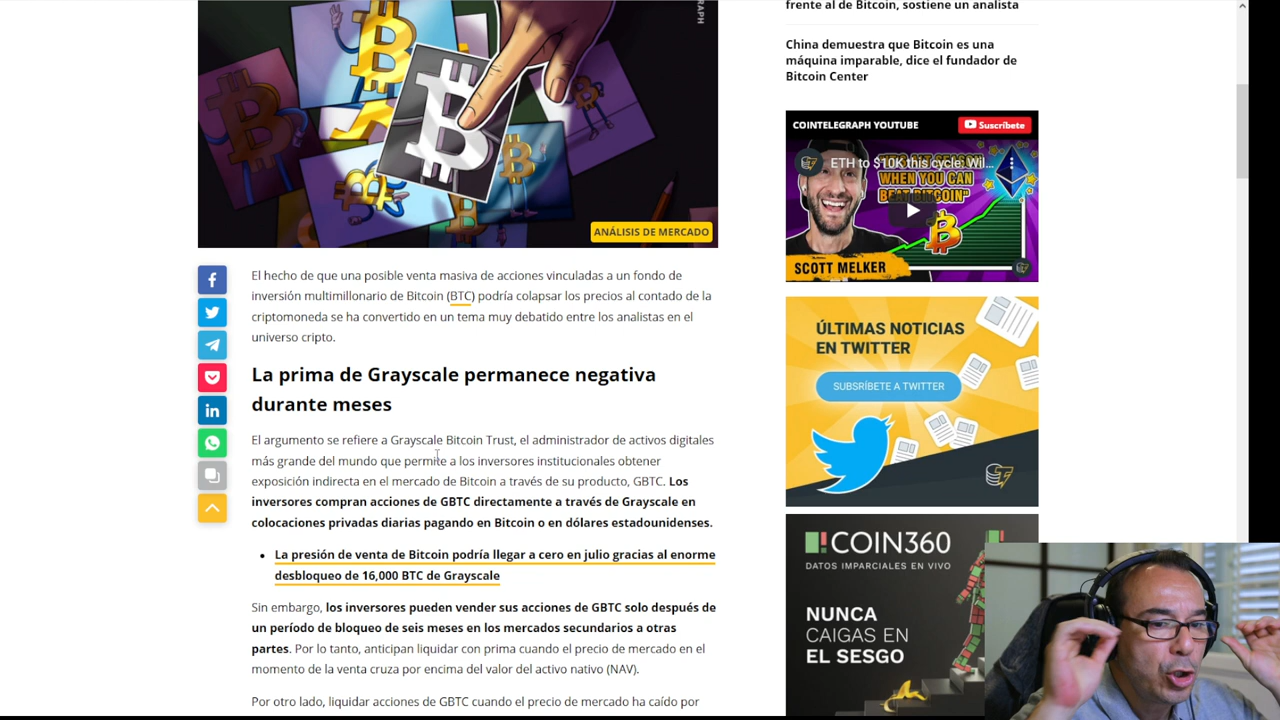 RAPH
ANÁLISIS DE MERCADO
El hecho de que una posible venta masiva de acciones vinculadas a un fondo de
inversión multimillonario de Bitcoin (BTC) podría colapsar los precios al contado de la
criptomoneda se ha convertido en un tema muy debatido entre los analistas en el
universo cripto.
La prima de Grayscale permanece negativa
durante meses
El argumento se refiere a Grayscale Bitcoin Trust, el administrador de activos digitales
más grande del mundo que permite a los inversores institucionales obtener
exposición indirecta en el mercado de Bitcoin a través de su producto, GBTC. Los
inversores compran acciones de GBTC directamente a través de Grayscale en
colocaciones privadas diarias pagando en Bitcoin o en dólares estadounidenses.
• La presión de venta de Bitcoin podría llegar a cero en julio gracias al enorme
desbloqueo de 16,000 BTC de Grayscale
Sin embargo, los inversores pueden vender sus acciones de GBTC solo después de
un período de bloqueo de seis meses en los mercados secundarios a otras
partes. Por lo tanto, anticipan liquidar con prima cuando el precio de mercado en el
momento de la venta cruza por encima del valor del activo nativo (NAV).
Por otro lado, liquidar acciones de GBTC cuando el precio de mercado ha caído por
frente al de Bitcoin, sostiene un analista
China demuestra que Bitcoin es una
máquina imparable, dice el fundador de
Bitcoin Center
COINTELEGRAPH YOUTUBE
Suscríbete
ETH to $10K this cycle: Wil...
WHEN YOU CAN
BEAT BITCOIN"
SCOTT MELKER
ÚLTIMAS NOTICIAS
EN TWITTER
SUBSRÍBETE A TWITTER
COIN360
DATOS IMPARCIALES EN VIVO
NUNCA
CAIGAS EN
EL SESGO